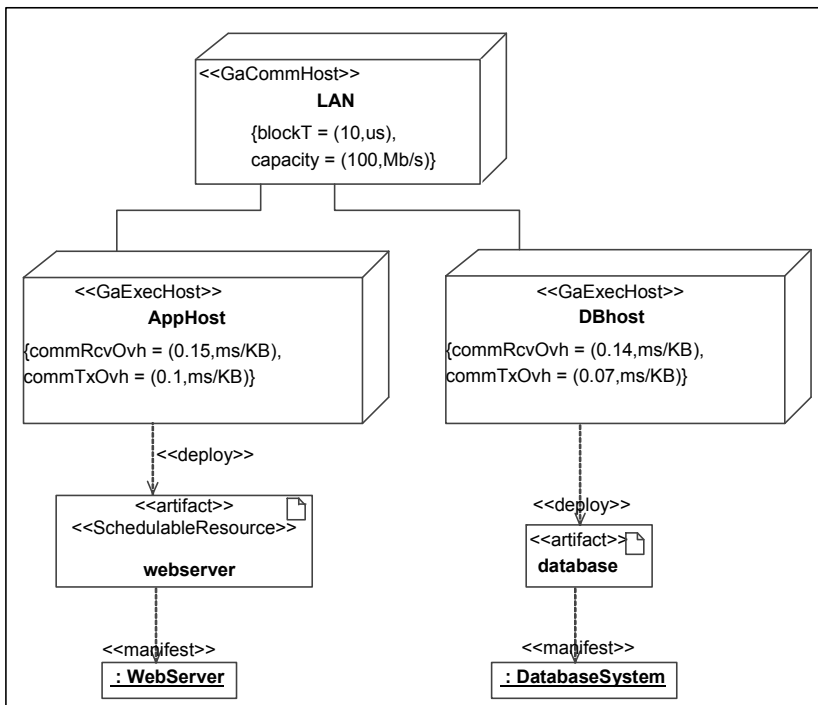 <<GaCommHost>>
LAN
{blockT = (10,us),
capacity = (100,Mb/s)}
<<GaExecHost>>
AppHost
{commRcvOvh = (0.15,ms/KB),
commTxOvh = (0.1,ms/KB)}
<<GaExecHost>>
DBhost
{commRcvOvh = (0.14,ms/KB),
commTxOvh = (0.07,ms/KB)}
<<deploy>>
<<artifact>>
<<SchedulableResource>>
webserver
<<manifest>>
: WebServer
<<deploy>>
<<artifact>>
database
<<manifest>>
: DatabaseSystem